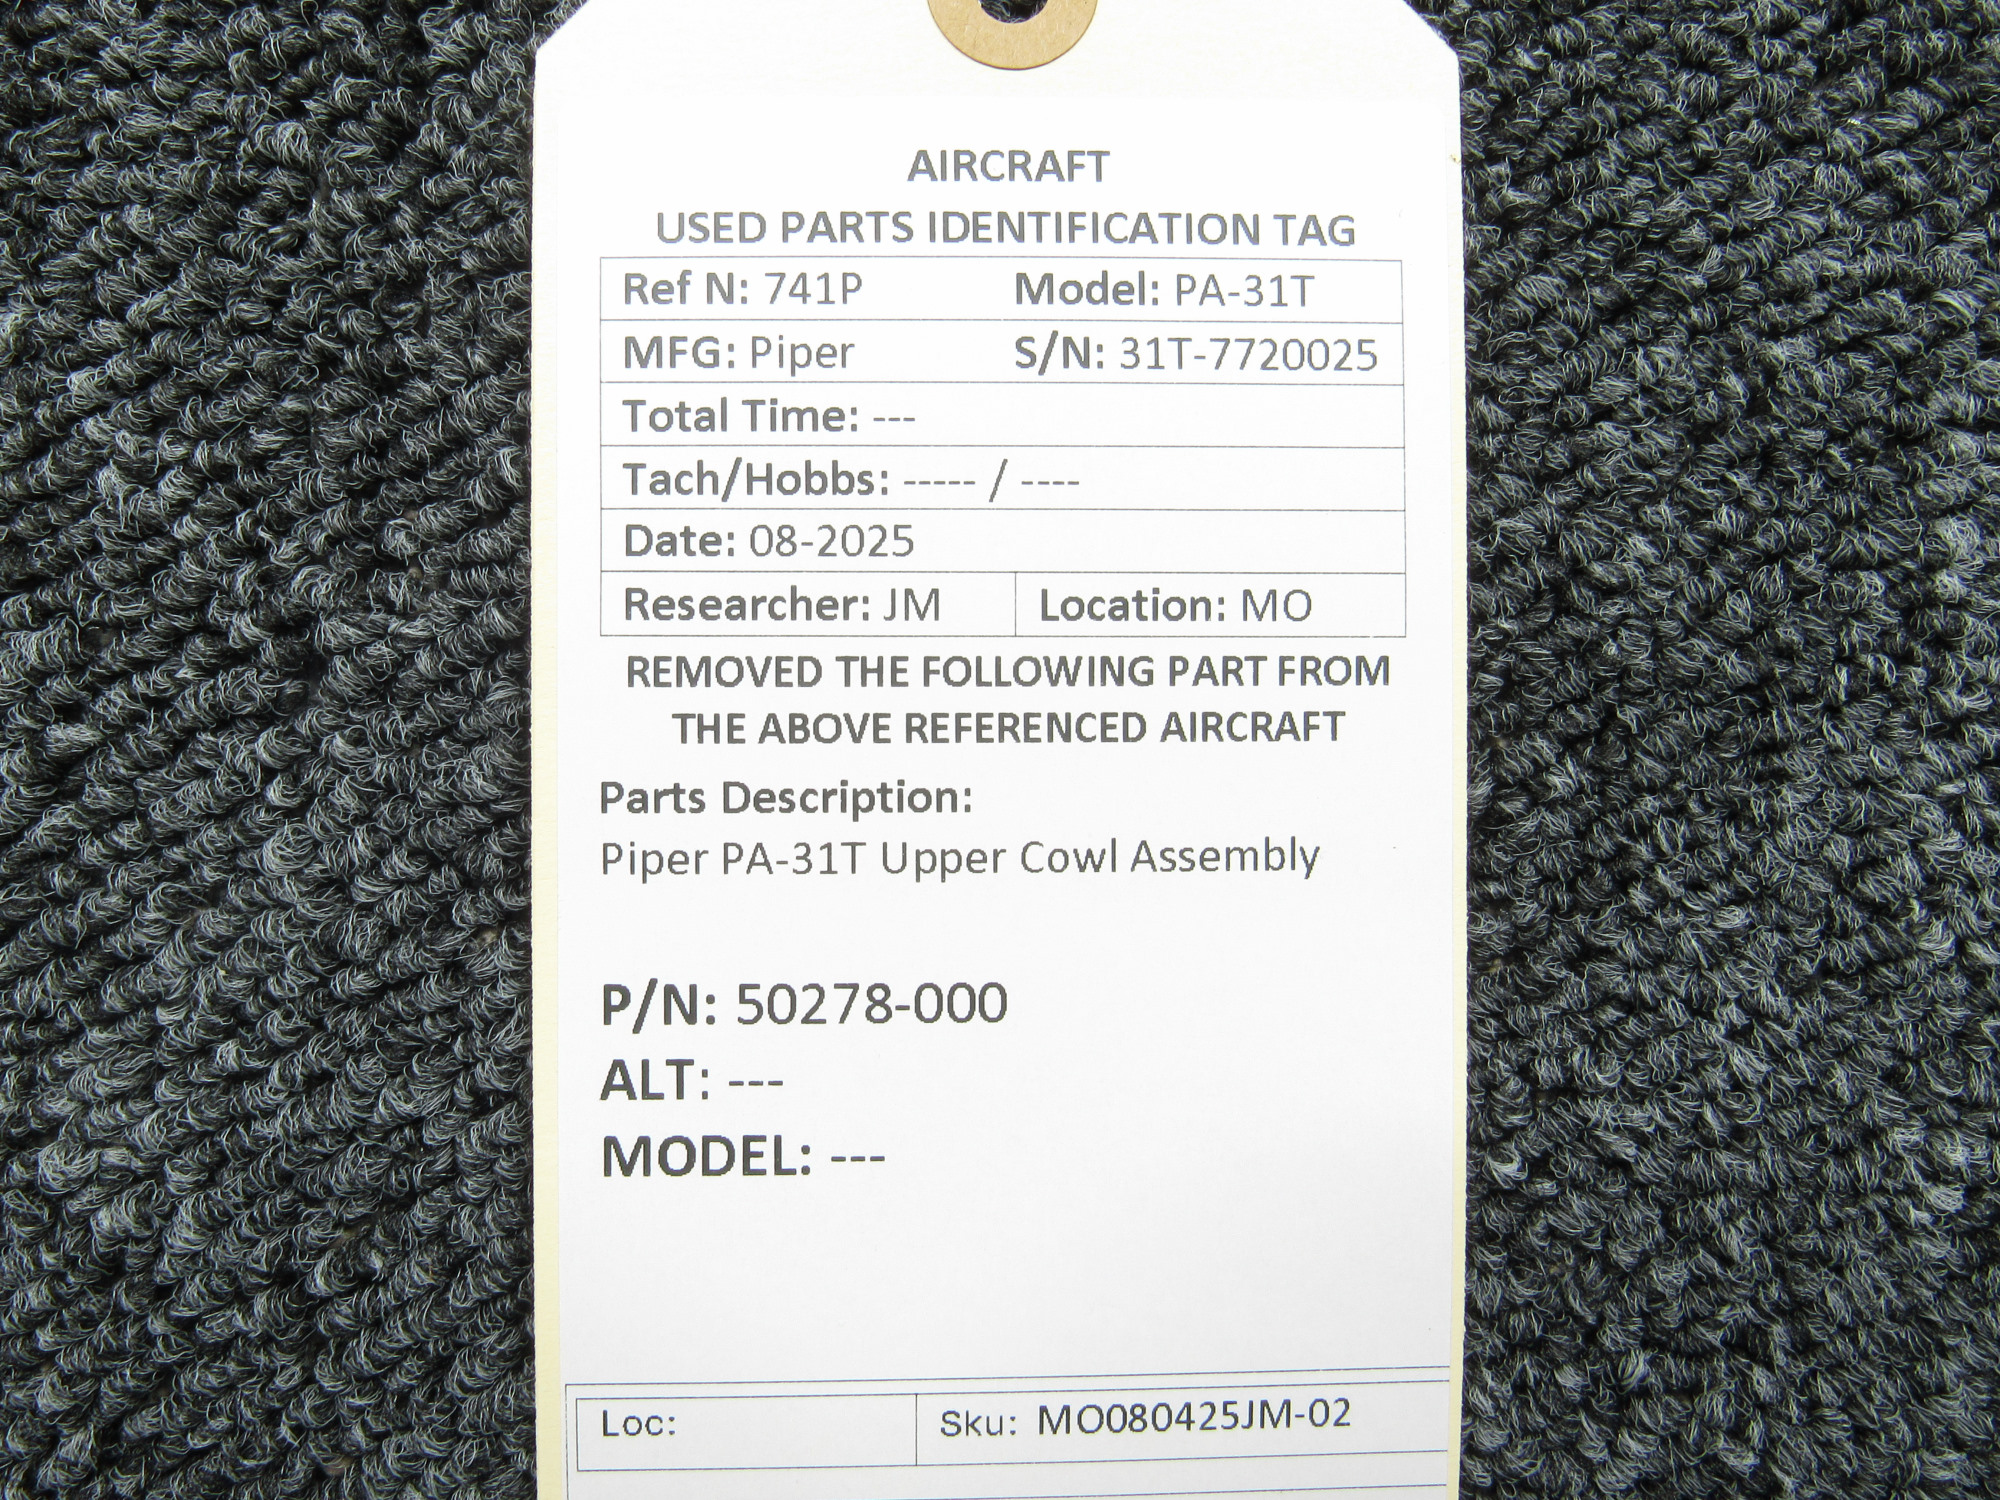 AIRCRAFT
USED PARTS IDENTIFICATION TAG
Ref N: 741P Model: PA-31T
MFG: Piper S/N: 31T-7720025
Total Time: ---
Tach/Hobbs: ----- / ----
Date: 08-2025
Researcher: JM Location: MO
REMOVED THE FOLLOWING PART FROM
THE ABOVE REFERENCED AIRCRAFT
Parts Description:
Piper PA-31T Upper Cowl Assembly
P/N: 50278-000
ALT: ---
MODEL: ---
Loc: Sku: MO080425JM-02